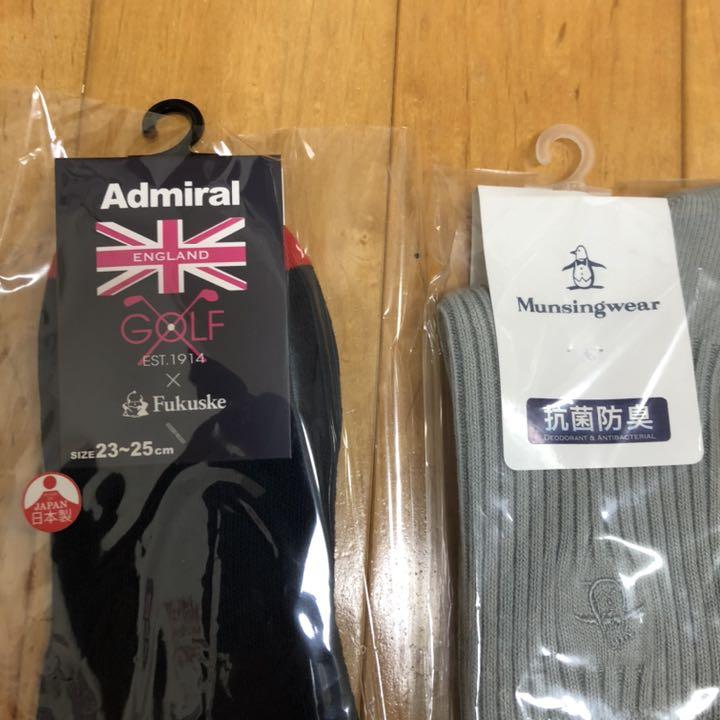 Admiral
ENGLAND
GOLF
EST.1914
×
Fukuske
SIZE 23~25cm
JAPAN
日本製
Munsingwear
抗菌防臭
DEODORANT & ANTIBACTERIAL